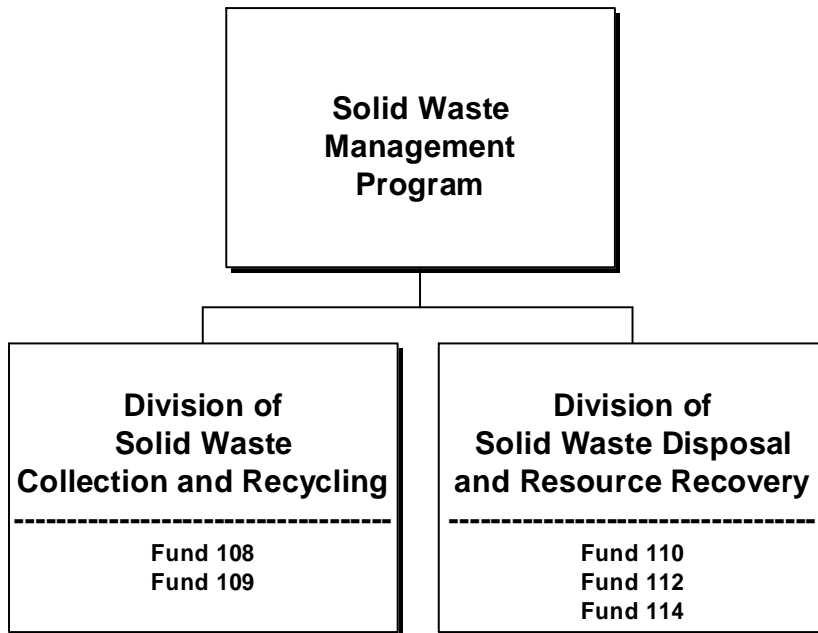 Solid Waste
Management
Program
Division of
Solid Waste
Collection and Recycling
------------------------------------
Fund 108
Fund 109
Division of
Solid Waste Disposal
and Resource Recovery
-----------------------------------
Fund 110
Fund 112
Fund 114